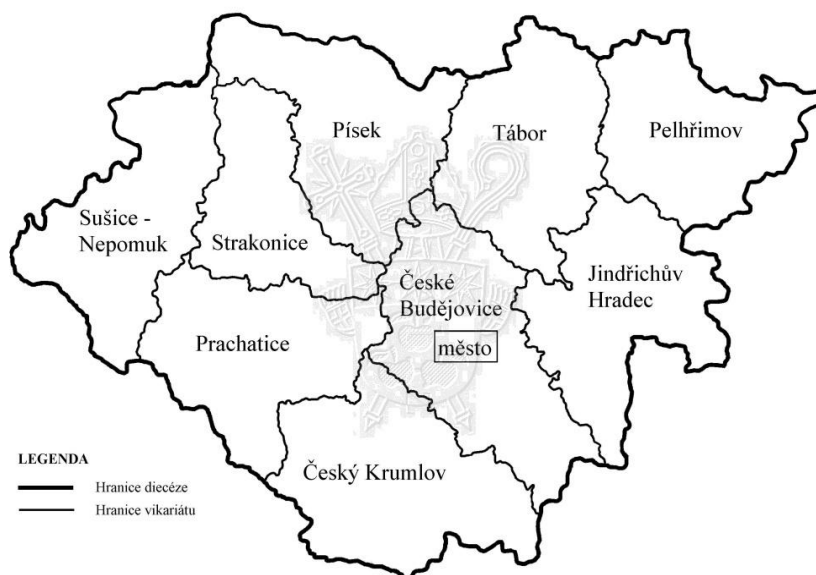 Písek
Tábor
Pelhřimov
Sušice -
Nepomuk
Strakonice
Jindřichův
Hradec
České
Budějovice
město
Prachatice
Český Krumlov
LEGENDA
Hranice diecéze
Hranice vikariátu